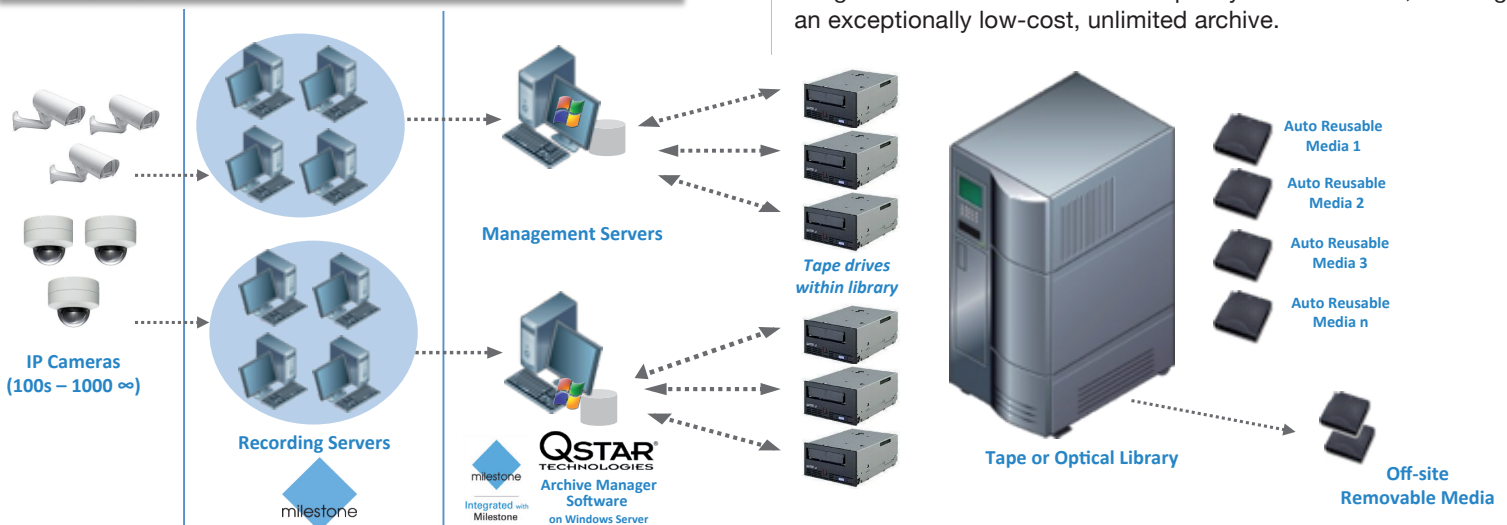 an exceptionally low-cost, unlimited archive.
IP Cameras
(100s – 1000 ∞)
Recording Servers
milestone
Management Servers
milestone
Integrated with
Milestone
QSTAR
TECHNOLOGIES
Archive Manager
Software
on Windows Server
Tape drives
within library
Tape or Optical Library
Auto Reusable
Media 1
Auto Reusable
Media 2
Auto Reusable
Media 3
Auto Reusable
Media n
Off-site
Removable Media